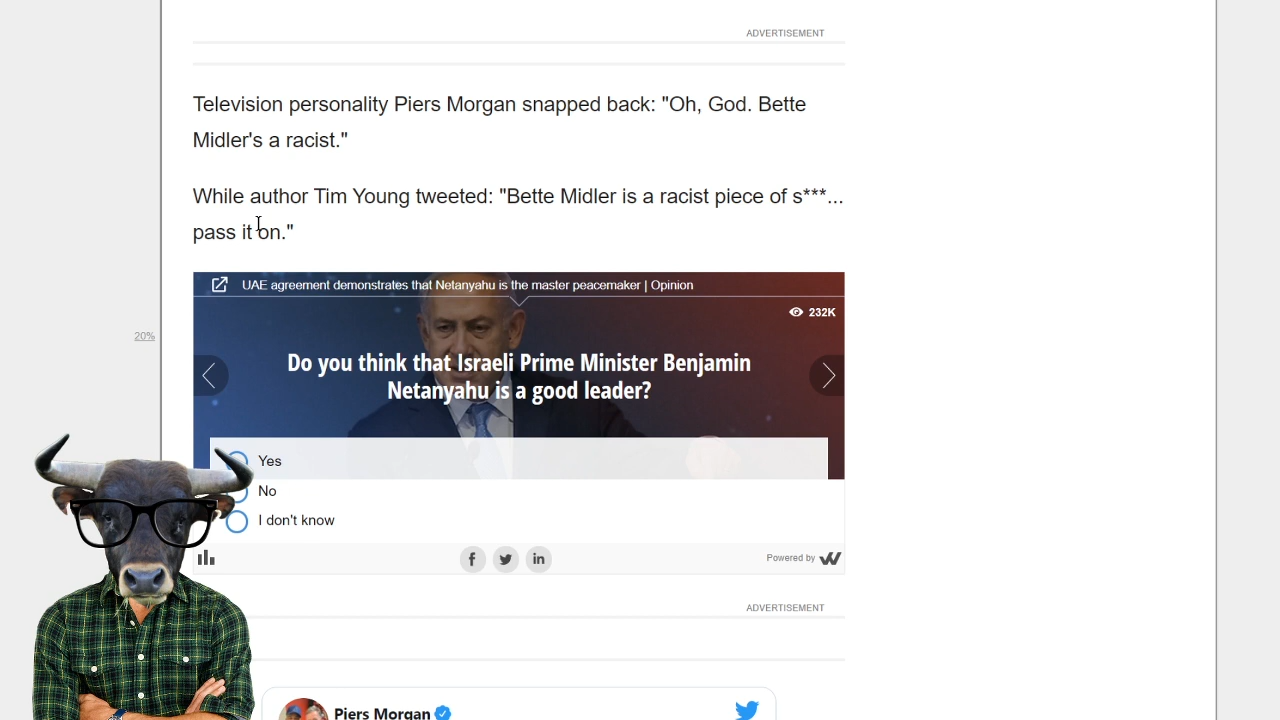 ADVERTISEMENT
Television personality Piers Morgan snapped back: "Oh, God. Bette
Midler's a racist."
While author Tim Young tweeted: "Bette Midler is a racist piece of s***...
pass it on."
UAE agreement demonstrates that Netanyahu is the master peacemaker | Opinion
232K
Do you think that Israeli Prime Minister Benjamin
Netanyahu is a good leader?
20%
Yes
No
I don't know
Powered by
ADVERTISEMENT
Piers Morgan